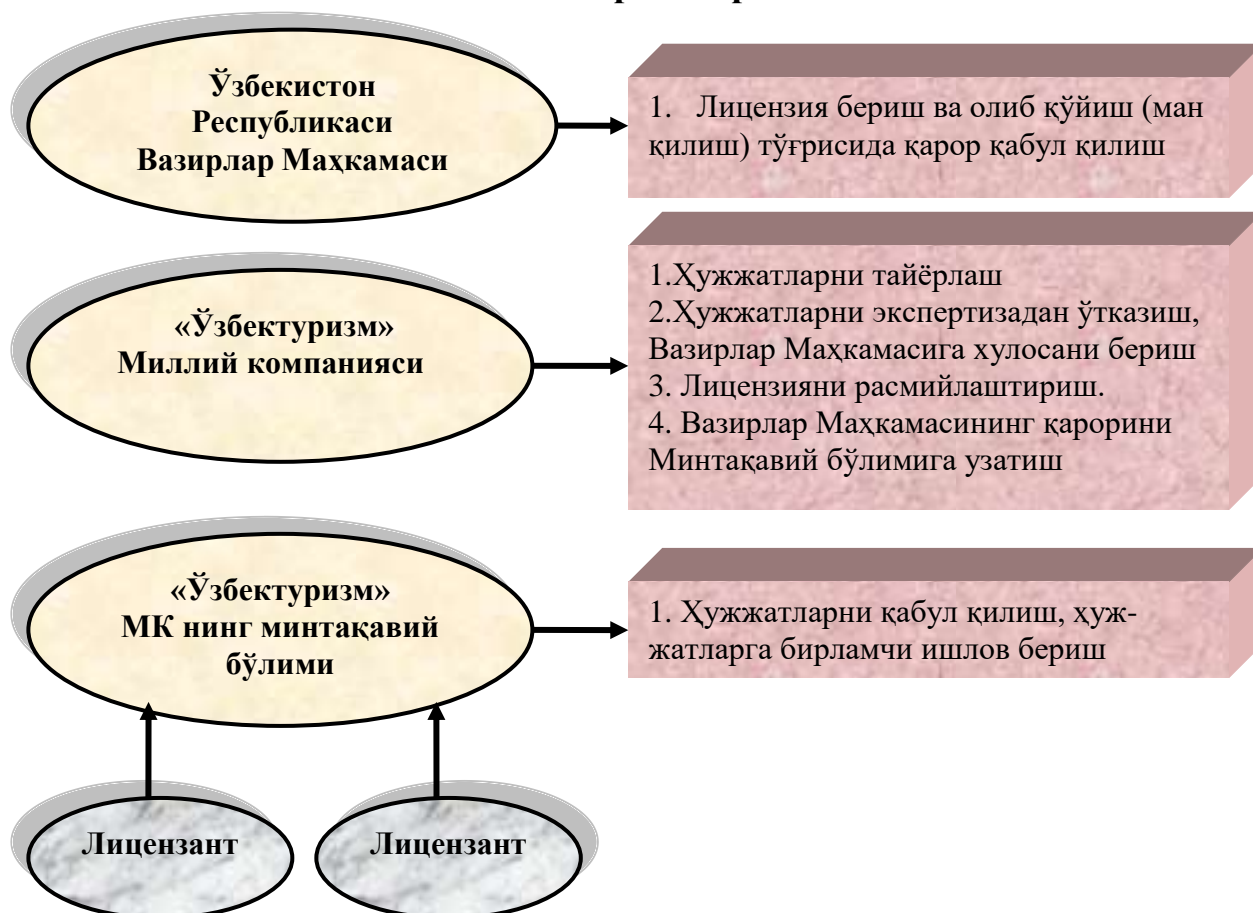 Ўзбекистон
Республикаси
Вазирлар Маҳкамаси
1. Лицензия бериш ва олиб қўйиш (ман
қилиш) тўғрисида қарор қабул қилиш
«Ўзбектуризм»
Миллий компанияси
1.Ҳужжатларни тайёрлаш
2.Ҳужжатларни экспертизадан ўтказиш,
Вазирлар Маҳкамасига хулосани бериш
3. Лицензияни расмийлаштириш.
4. Вазирлар Маҳкамасининг қарорини
Минтақавий бўлимига узатиш
«Ўзбектуризм»
МК нинг минтақавий
бўлими
1. Ҳужжатларни қабул қилиш, ҳуж-
жатларга бирламчи ишлов бериш
Лицензант
Лицензант